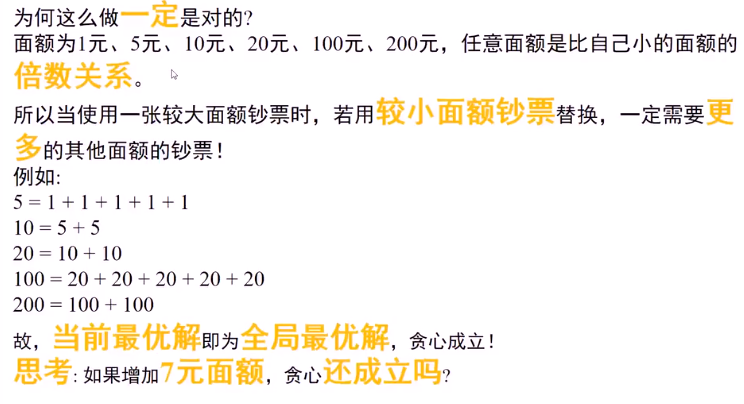 为何这么做一定是对的?
面额为1元、5元、10元、20元、100元、200元，任意面额是比自己小的面额的
倍数关系。
所以当使用一张较大面额钞票时，若用较小面额钞票替换，一定需要更
多的其他面额的钞票！
例如:
5 = 1 + 1 + 1 + 1 + 1
10 = 5 + 5
20 = 10 + 10
100 = 20 + 20 + 20 + 20 + 20
200 = 100 + 100
故，当前最优解即为全局最优解，贪心成立！
思考: 如果增加7元面额，贪心还成立吗?